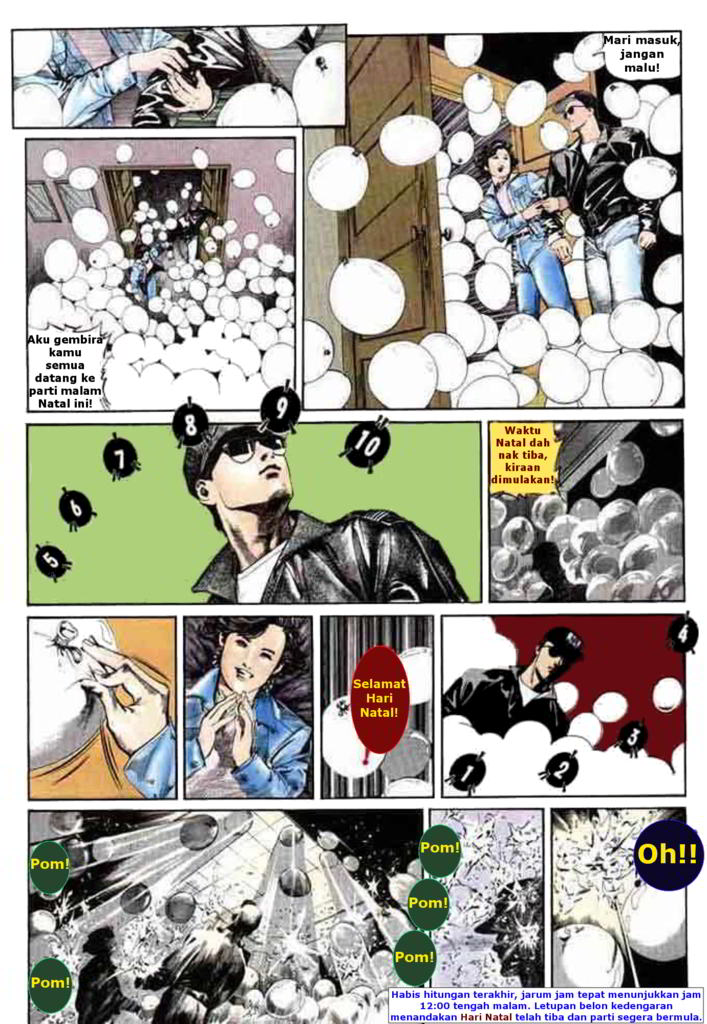 Mari masuk,
jangan
malu!
Aku gembira
kamu
semua
datang ke
parti malam
Natal ini!
10
9
8
7
6
5
Waktu
Natal dah
nak tiba,
kiraan
dimulakan!
Selamat
Hari
Natal!
4
3
2
1
Pom!
Pom!
Pom!
Pom!
Pom!
Oh!!
Habis hitungan terakhir, jarum jam tepat menunjukkan jam
12:00 tengah malam. Letupan belon kedengaran
menandakan Hari Natal telah tiba dan parti segera bermula.